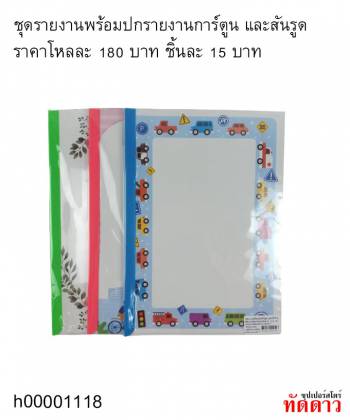 ชุดรายงานพร้อมปกรายงานการ์ตูน และสันรูด
ราคาโหลละ 180 บาท ชิ้นละ 15 บาท
h00001118
ซุปเปอร์สโตร์
ทัดดาว